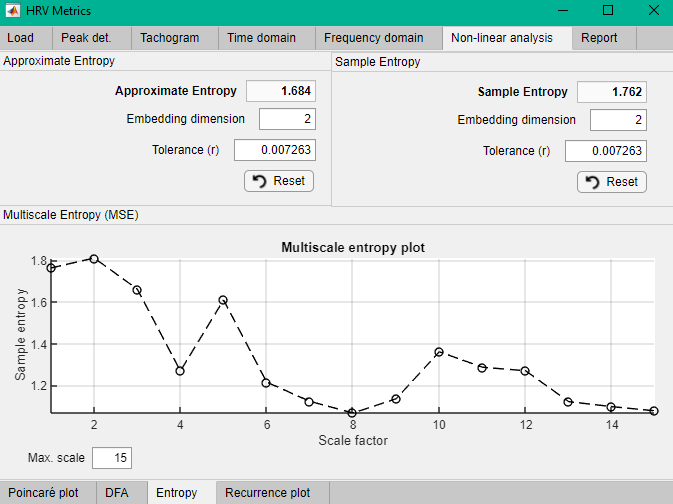 HRV Metrics
Load Peak det. Tachogram Time domain Frequency domain Non-linear analysis Report
Approximate Entropy
Approximate Entropy 1.684
Embedding dimension 2
Tolerance (r) 0.007263
Reset
Sample Entropy
Sample Entropy 1.762
Embedding dimension 2
Tolerance (r) 0.007263
Reset
Multiscale Entropy (MSE)
Multiscale entropy plot
Sample entropy
1.8
1.6
1.4
1.2
2 4 6 8 10 12 14
Scale factor
Max. scale 15
Poincaré plot DFA Entropy Recurrence plot